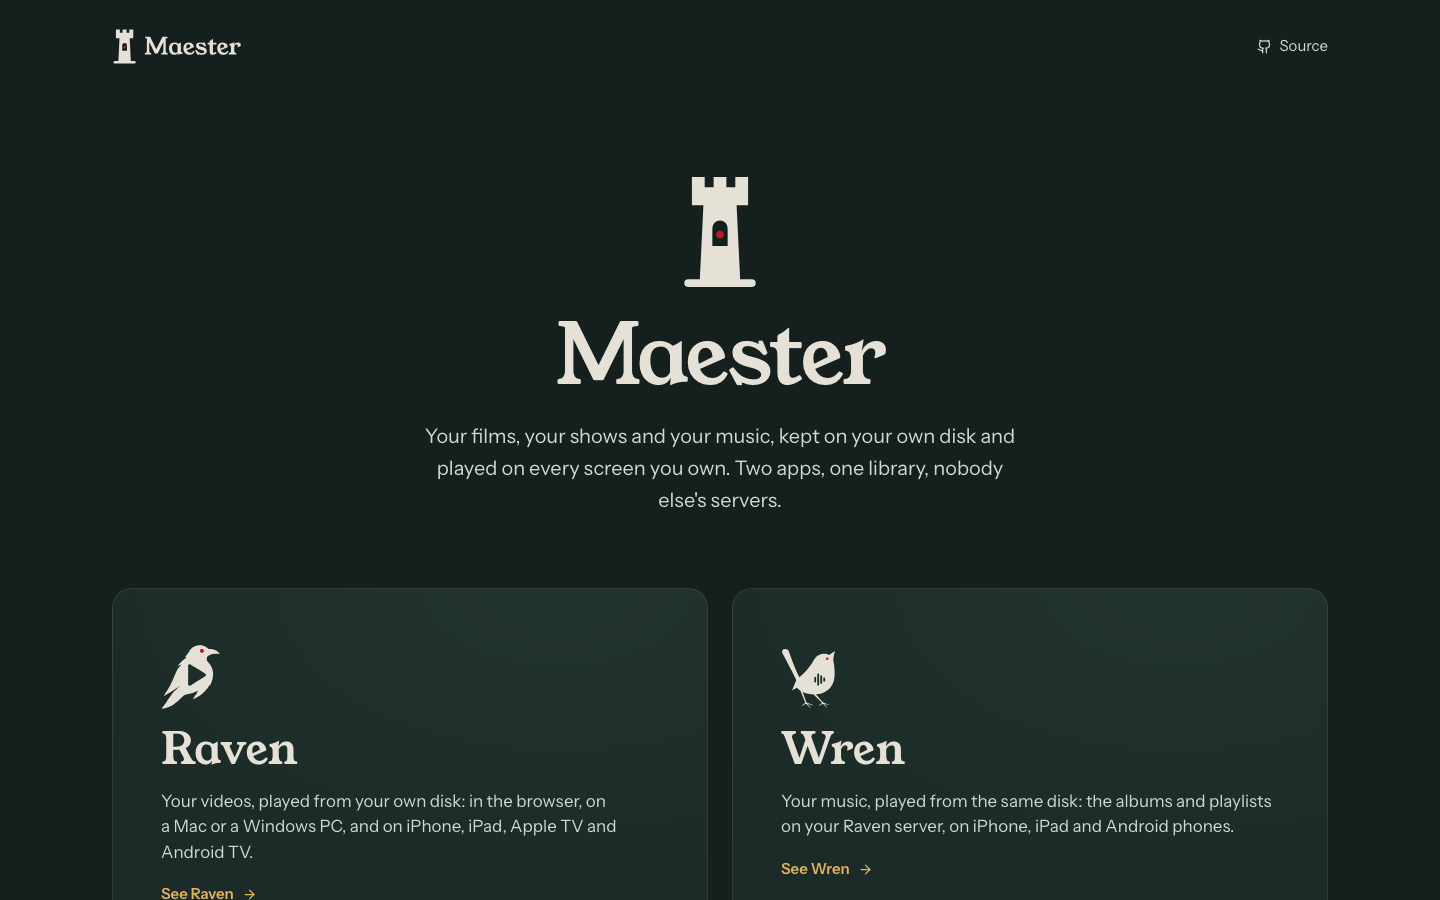 Maester
Source
Maester
Your films, your shows and your music, kept on your own disk and
played on every screen you own. Two apps, one library, nobody
else's servers.
Raven
Your videos, played from your own disk: in the browser, on
a Mac or a Windows PC, and on iPhone, iPad, Apple TV and
Android TV.
See Raven →
Wren
Your music, played from the same disk: the albums and playlists
on your Raven server, on iPhone, iPad and Android phones.
See Wren →